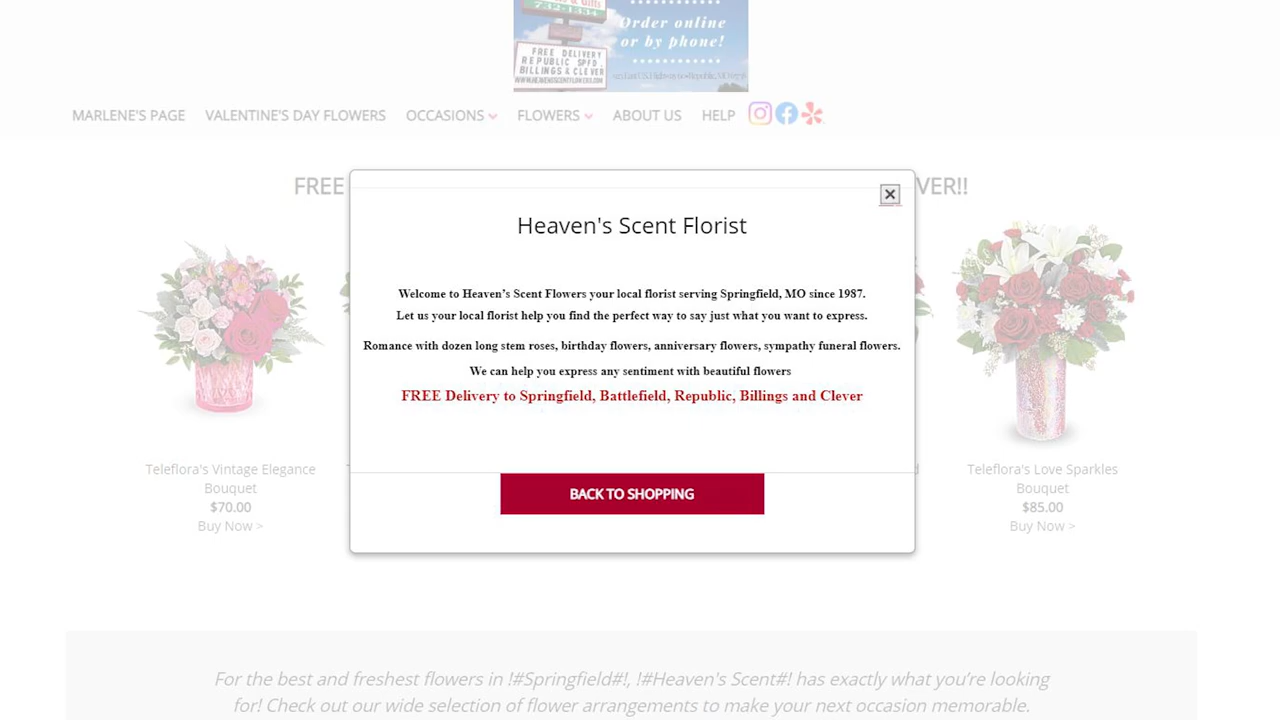 732-1534
Order online
or by phone!
FREE DELIVERY
REPUBLIC SPFD.
BILLINGS & CLEVER
WWW.HEAVENSSCENTFLOWERS.COM
MARLENE'S PAGE VALENTINE'S DAY FLOWERS OCCASIONS FLOWERS ABOUT US HELP
FREE VER!!
Heaven's Scent Florist
Welcome to Heaven's Scent Flowers your local florist serving Springfield, MO since 1987.
Let us your local florist help you find the perfect way to say just what you want to express.
Romance with dozen long stem roses, birthday flowers, anniversary flowers, sympathy funeral flowers.
We can help you express any sentiment with beautiful flowers
FREE Delivery to Springfield, Battlefield, Republic, Billings and Clever
BACK TO SHOPPING
Teleflora's Vintage Elegance
Bouquet
$70.00
Buy Now >
Teleflora's Love Sparkles
Bouquet
$85.00
Buy Now >
For the best and freshest flowers in !#Springfield#!, !#Heaven's Scent#! has exactly what you’re looking
for! Check out our wide selection of flower arrangements to make your next occasion memorable.